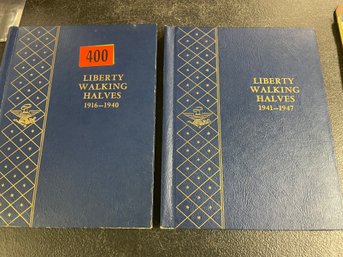 400
LIBERTY
WALKING
HALVES
1916—1940
LIBERTY
WALKING
HALVES
1941—1947